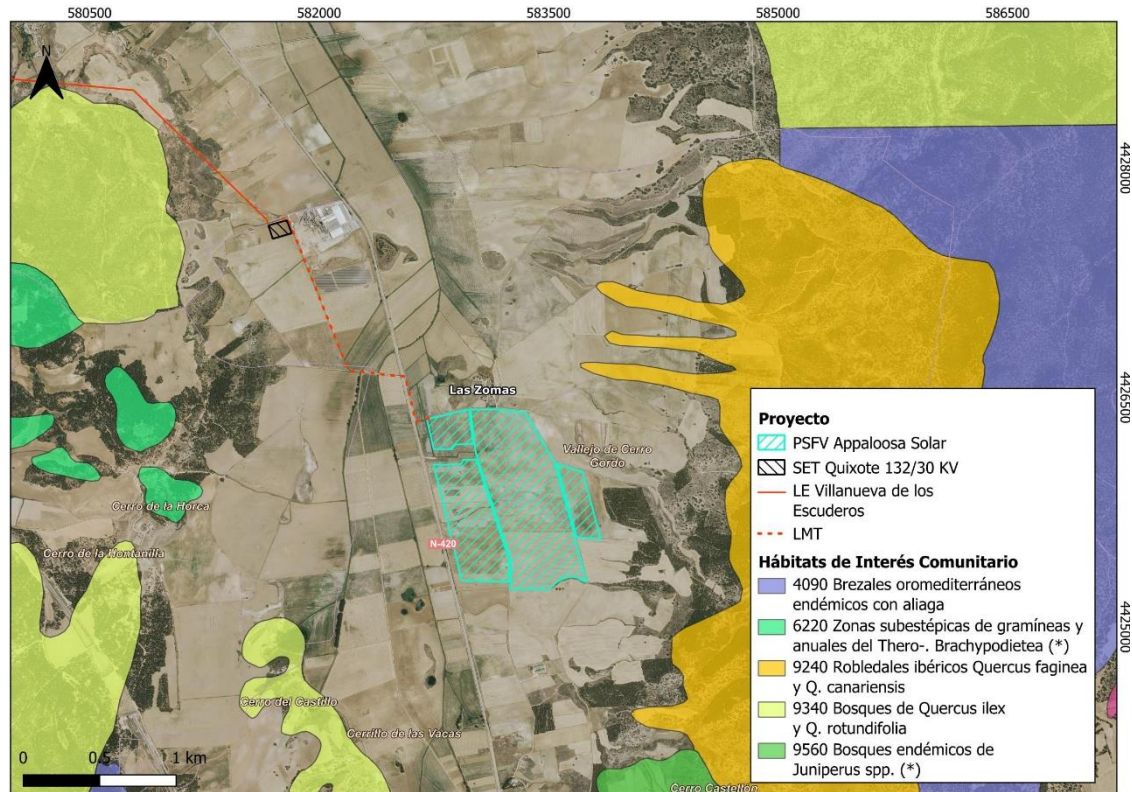 580500
582000
583500
585000
586500
N
4428000
4426500
4425000
Las Zomas
Vallejo de Cerro
Gordo
Cerro de la Horca
Cerro de la Hontanilla
N-420
Cerro del Castillo
Cerrillo de las Vacas
Cerro Castellon
0 0.5 1 km
Proyecto
PSFV Appaloosa Solar
SET Quixote 132/30 KV
LE Villanueva de los
Escuderos
LMT
Hábitats de Interés Comunitario
4090 Brezales oromediterráneos
endémicos con aliaga
6220 Zonas subestépicas de gramíneas y
anuales del Thero-. Brachypodietea (*)
9240 Robledales ibéricos Quercus faginea
y Q. canariensis
9340 Bosques de Quercus ilex
y Q. rotundifolia
9560 Bosques endémicos de
Juniperus spp. (*)